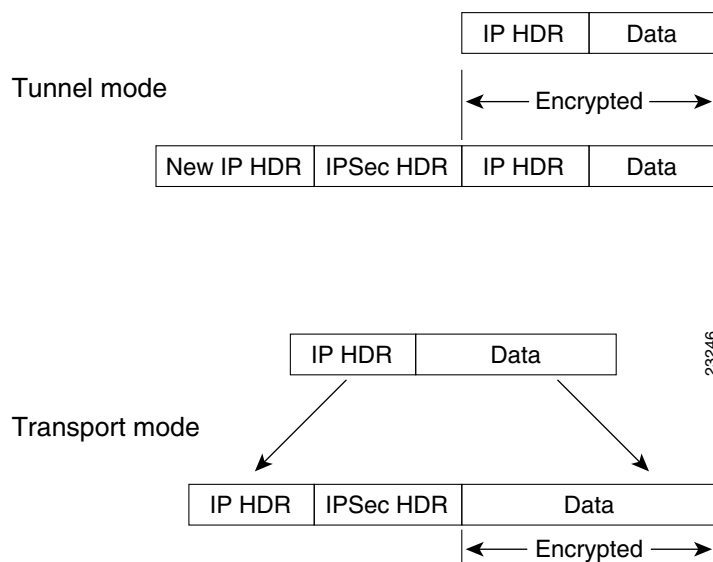 IP HDR Data
Tunnel mode
Encrypted
New IP HDR IPSec HDR IP HDR Data
IP HDR Data
23246
Transport mode
IP HDR IPSec HDR Data
Encrypted